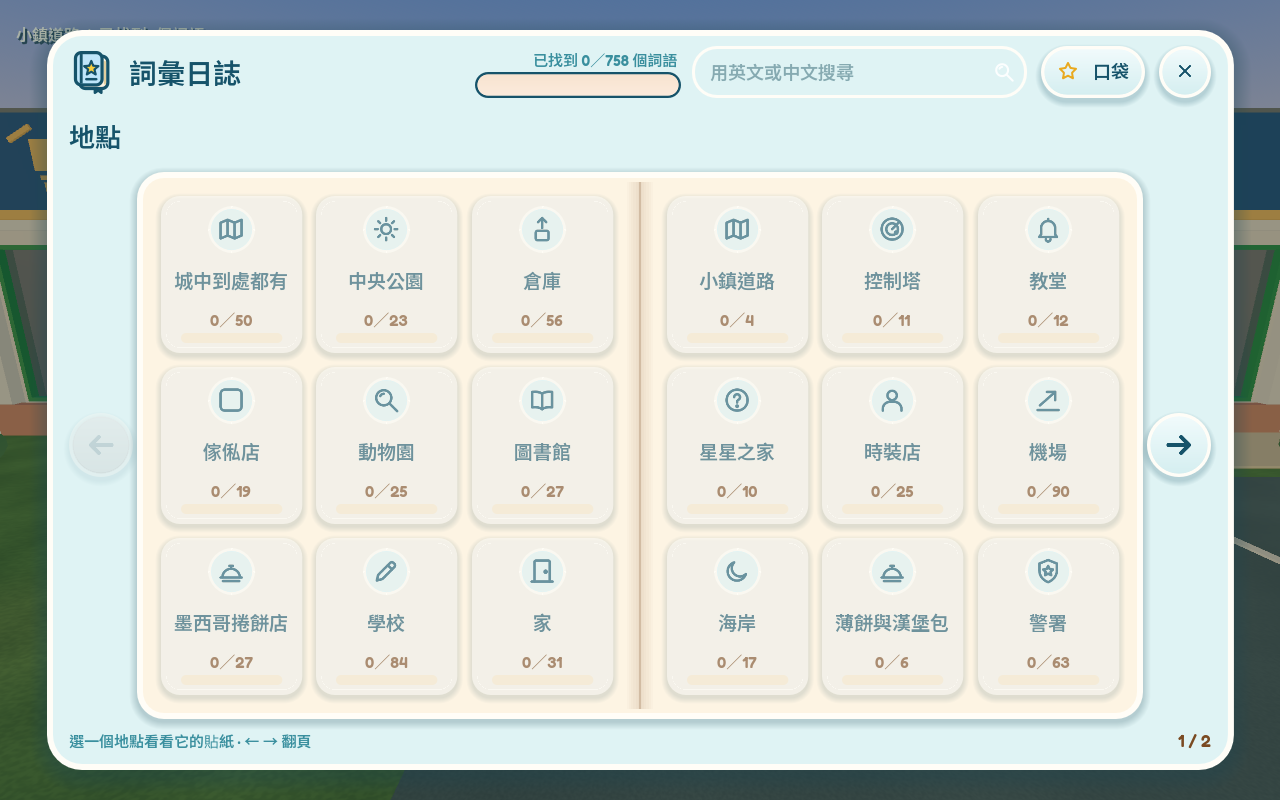 小鎮道路
詞彙日誌
已找到 0／758 個詞語
用英文或中文搜尋
口袋
地點
城中到處都有
0／50
中央公園
0／23
倉庫
0／56
小鎮道路
0／4
控制塔
0／11
教堂
0／12
傢俬店
0／19
動物園
0／25
圖書館
0／27
星星之家
0／10
時裝店
0／25
機場
0／90
墨西哥捲餅店
0／27
學校
0／84
家
0／31
海岸
0／17
薄餅與漢堡包
0／6
警署
0／63
選一個地點看看它的貼紙 · ← → 翻頁
1 / 2